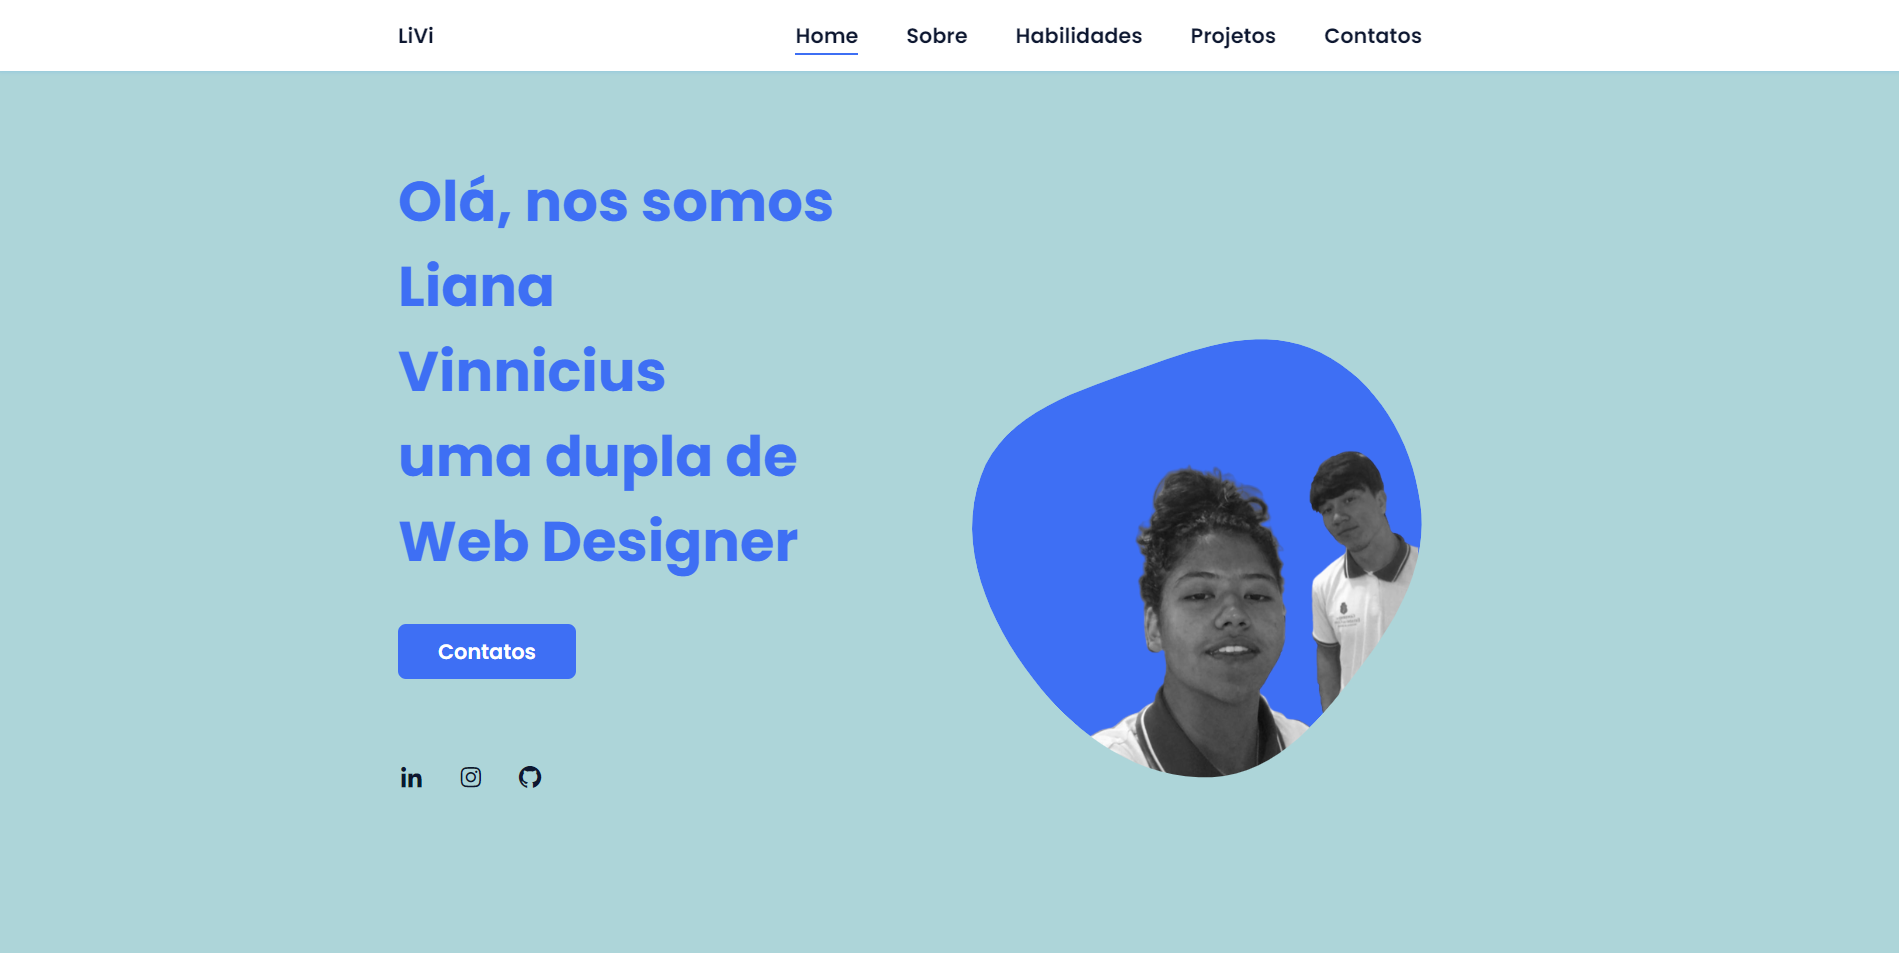 LiVi
Home Sobre Habilidades Projetos Contatos
Olá, nos somos
Liana
Vinnicius
uma dupla de
Web Designer
Contatos
in